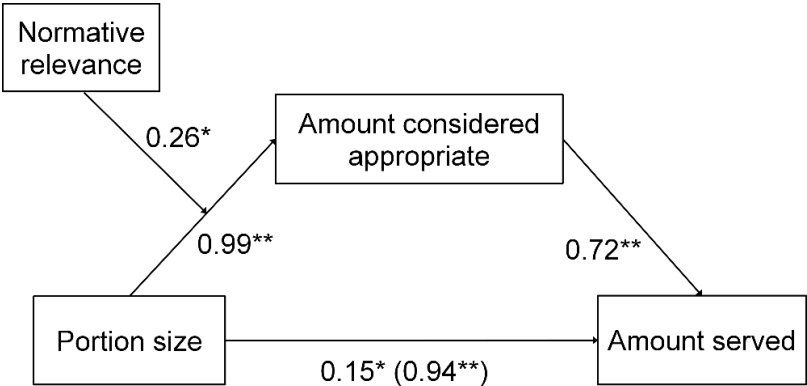 Normative
relevance
0.26*
Amount considered
appropriate
0.99**
0.72**
Portion size
Amount served
0.15* (0.94**)